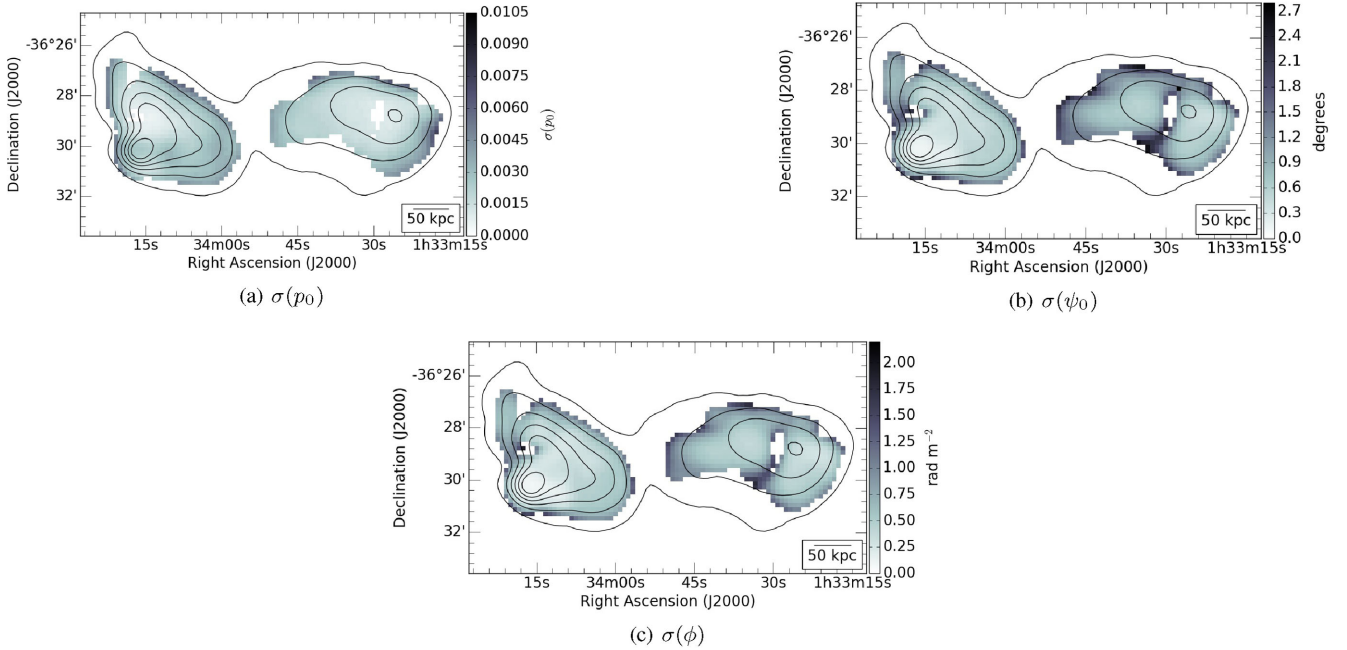 -36°26'
28'
30'
32'
Declination (J2000)
15s 34m00s 45s 30s 1h33m15s
Right Ascension (J2000)
50 kpc
0.0105
0.0090
0.0075
0.0060
0.0045
0.0030
0.0015
0.0000
σ(p₀)
(a) σ(p₀)
-36°26'
28'
30'
32'
Declination (J2000)
15s 34m00s 45s 30s 1h33m15s
Right Ascension (J2000)
50 kpc
2.7
2.4
2.1
1.8
1.5
1.2
0.9
0.6
0.3
0.0
degrees
(b) σ(ψ₀)
-36°26'
28'
30'
32'
Declination (J2000)
15s 34m00s 45s 30s 1h33m15s
Right Ascension (J2000)
50 kpc
2.00
1.75
1.50
1.25
1.00
0.75
0.50
0.25
0.00
rad m⁻²
(c) σ(ϕ)